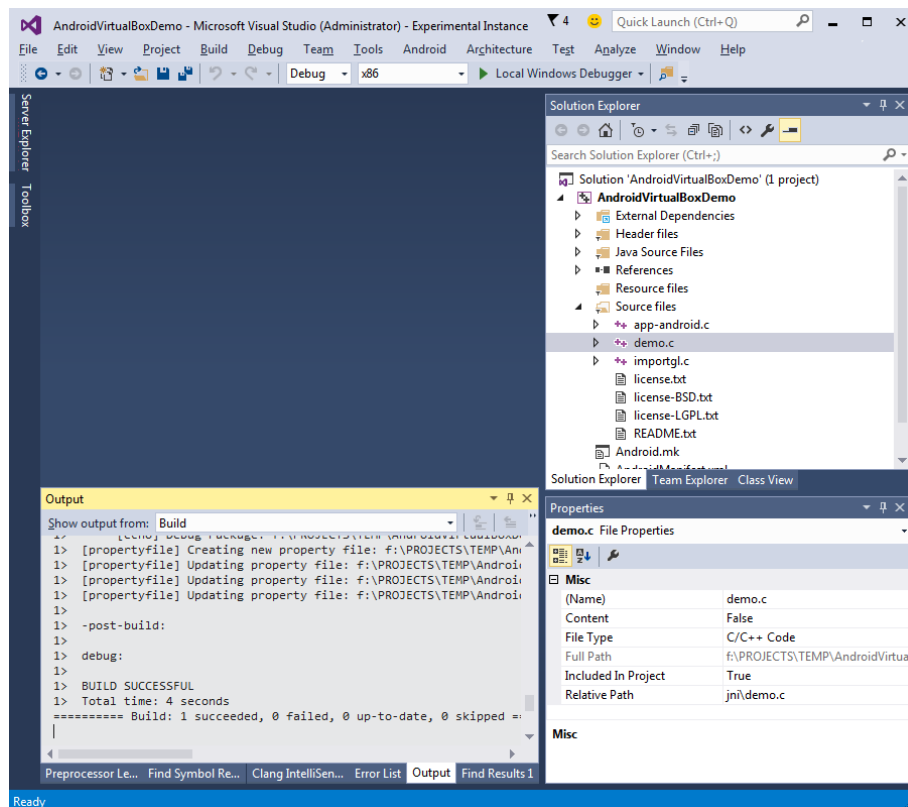 AndroidVirtualBoxDemo - Microsoft Visual Studio (Administrator) - Experimental Instance
4
Quick Launch (Ctrl+Q)
File Edit View Project Build Debug Team Tools Android Architecture Test Analyze Window Help
Debug x86 Local Windows Debugger
Server Explorer
Toolbox
Solution Explorer
Search Solution Explorer (Ctrl+;)
Solution 'AndroidVirtualBoxDemo' (1 project)
AndroidVirtualBoxDemo
External Dependencies
Header files
Java Source Files
References
Resource files
Source files
app-android.c
demo.c
importgl.c
license.txt
license-BSD.txt
license-LGPL.txt
README.txt
Android.mk
AndroidManifest.xml
Solution Explorer Team Explorer Class View
Output
Show output from: Build
1> [echo] Debug Package: f:\PROJECTS\TEMP\AndroidVirtualBoxD
1> [propertyfile] Creating new property file: f:\PROJECTS\TEMP\An
1> [propertyfile] Updating property file: f:\PROJECTS\TEMP\Androi
1> [propertyfile] Updating property file: f:\PROJECTS\TEMP\Androi
1> [propertyfile] Updating property file: f:\PROJECTS\TEMP\Androi
1>
1> -post-build:
1>
1> debug:
1>
1> BUILD SUCCESSFUL
1> Total time: 4 seconds
========== Build: 1 succeeded, 0 failed, 0 up-to-date, 0 skipped =
Preprocessor Le... Find Symbol Re... Clang IntelliSen... Error List Output Find Results 1
Properties
demo.c File Properties
Misc
(Name) demo.c
Content False
File Type C/C++ Code
Full Path f:\PROJECTS\TEMP\AndroidVirtua
Included In Project True
Relative Path jni\demo.c
Misc
Ready